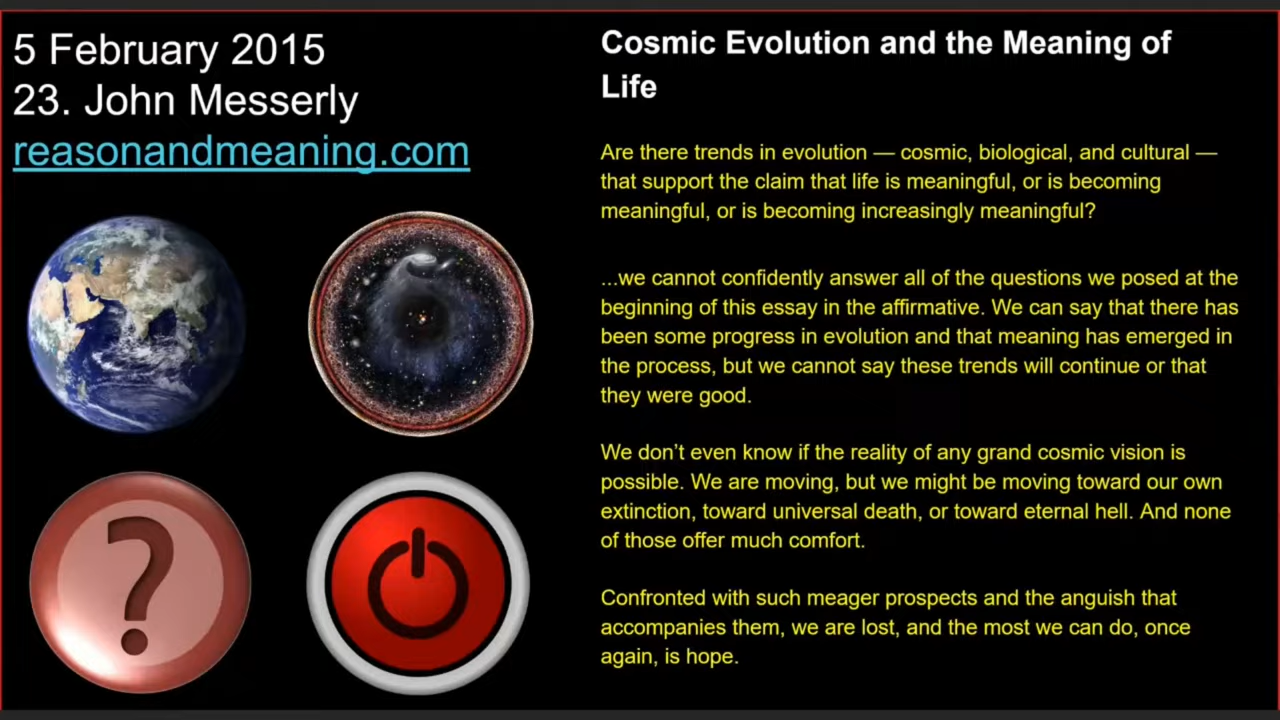 5 February 2015
23. John Messerly
reasonandmeaning.com
Cosmic Evolution and the Meaning of
Life
Are there trends in evolution — cosmic, biological, and cultural —
that support the claim that life is meaningful, or is becoming
meaningful, or is becoming increasingly meaningful?
...we cannot confidently answer all of the questions we posed at the
beginning of this essay in the affirmative. We can say that there has
been some progress in evolution and that meaning has emerged in
the process, but we cannot say these trends will continue or that
they were good.
We don’t even know if the reality of any grand cosmic vision is
possible. We are moving, but we might be moving toward our own
extinction, toward universal death, or toward eternal hell. And none
of those offer much comfort.
Confronted with such meager prospects and the anguish that
accompanies them, we are lost, and the most we can do, once
again, is hope.
?